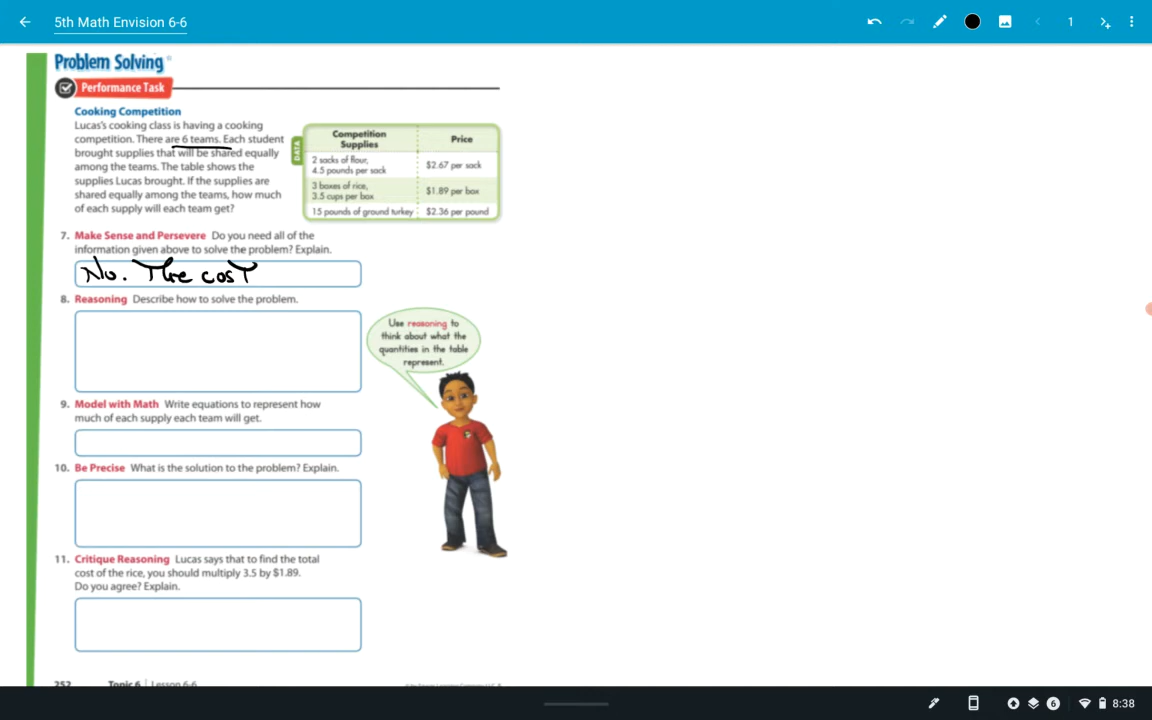 5th Math Envision 6-6
1
Problem Solving
Performance Task
Cooking Competition
Lucas's cooking class is having a cooking
competition. There are 6 teams. Each student
brought supplies that will be shared equally
among the teams. The table shows the
supplies Lucas brought. If the supplies are
shared equally among the teams, how much
of each supply will each team get?
DATA
Competition Supplies Price
2 sacks of flour,
4.5 pounds per sack $2.67 per sack
3 boxes of rice,
3.5 cups per box $1.89 per box
15 pounds of ground turkey $2.36 per pound
7. Make Sense and Persevere Do you need all of the
information given above to solve the problem? Explain.
No. The cost
8. Reasoning Describe how to solve the problem.
Use reasoning to
think about what the
quantities in the table
represent.
9. Model with Math Write equations to represent how
much of each supply each team will get.
10. Be Precise What is the solution to the problem? Explain.
11. Critique Reasoning Lucas says that to find the total
cost of the rice, you should multiply 3.5 by $1.89.
Do you agree? Explain.
252 Topic 6 Lesson 6-6
6 8:38